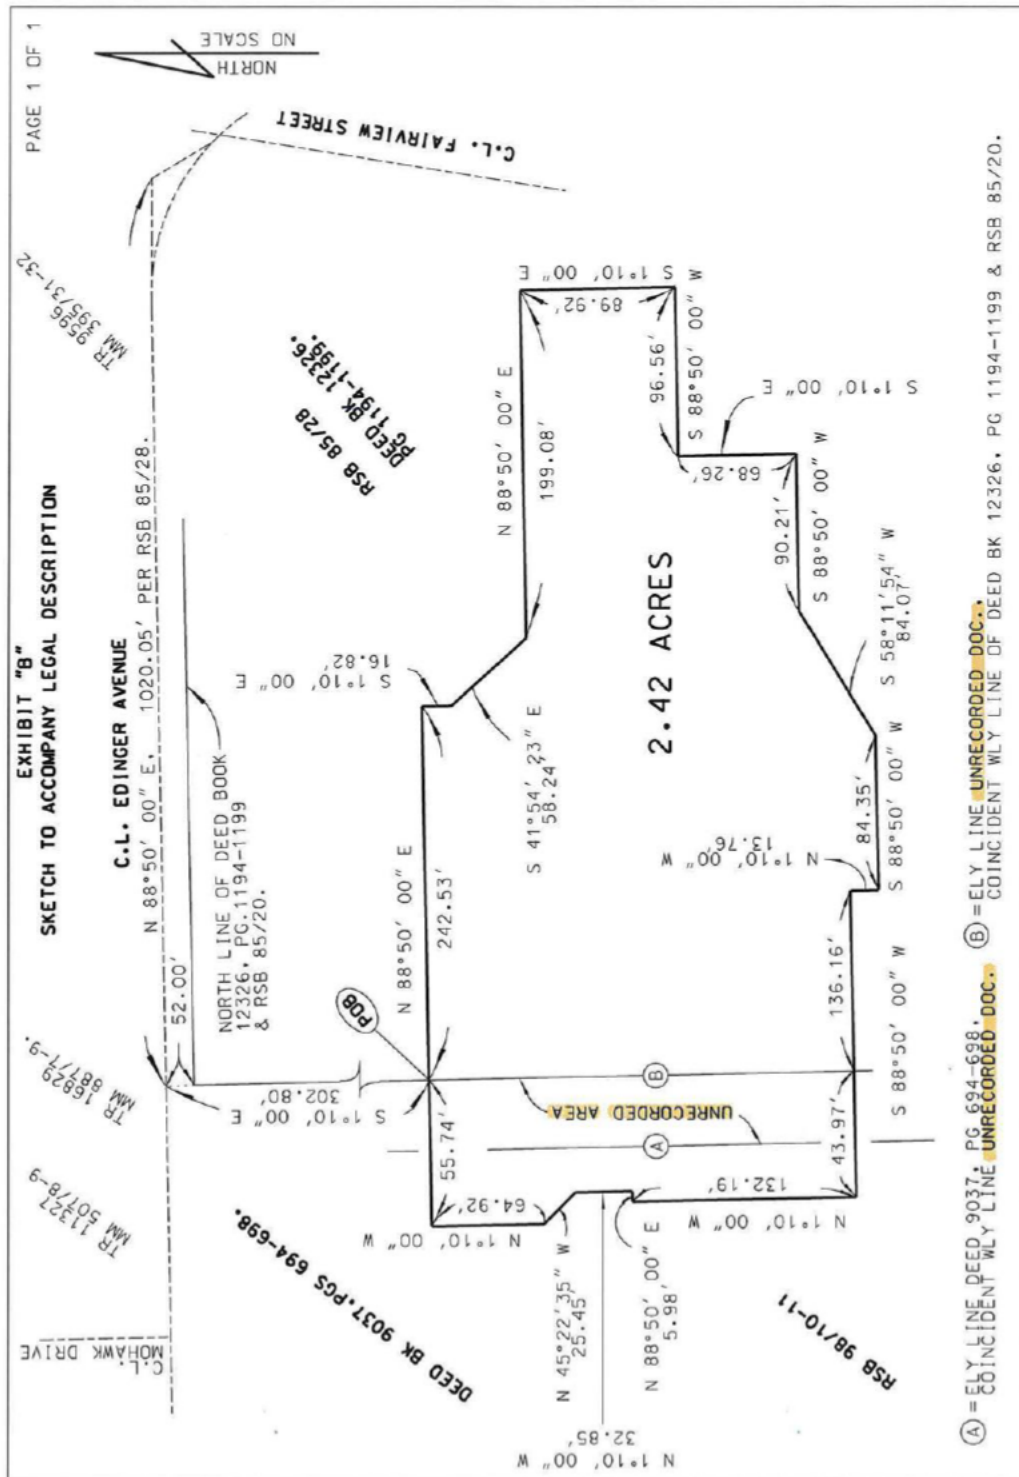 PAGE 1 OF 1
EXHIBIT "B"
SKETCH TO ACCOMPANY LEGAL DESCRIPTION
NORTH
NO SCALE
C.L. EDINGER AVENUE
N 88°50' 00" E, 1020.05' PER RSB 85/28.
C.L. FAIRVIEW STREET
C.L.
MOHAWK DRIVE
TR 11327
MM 507/8-9
TR 16829
MM 887/7-9.
TR 9596
MM 395/31-32
52.00'
NORTH LINE OF DEED BOOK
12326, PG.1194-1199
& RSB 85/20.
S 1°10' 00" E
302.80'
POB
RSB 85/28
DEED BK 12326.
PG 1194-1199.
DEED BK 9037,PGS 694-698.
RSB 98/10-11
N 88°50' 00" E
242.53'
S 1°10' 00" E
16.82'
S 41°54' 23" E
58.24'
N 88°50' 00" E
199.08'
S 1°10' 00" E
89.92'
96.56'
S 88°50' 00" W
S 1°10' 00" E
68.26'
90.21'
S 88°50' 00" W
S 58°11'54" W
84.07'
84.35'
S 88°50' 00" W
N 1°10' 00" W
13.76'
136.16'
S 88°50' 00" W
43.97'
N 1°10' 00" W
132.19'
N 88°50' 00" E
5.98'
N 1°10' 00" W
32.85'
N 45°22'35" W
25.45'
N 1°10' 00" W
64.92'
55.74'
UNRECORDED AREA
A
B
2.42 ACRES
A =ELY LINE DEED 9037, PG 694-698,
COINCIDENT WLY LINE UNRECORDED DOC.
B =ELY LINE UNRECORDED DOC..
COINCIDENT WLY LINE OF DEED BK 12326, PG 1194-1199 & RSB 85/20.